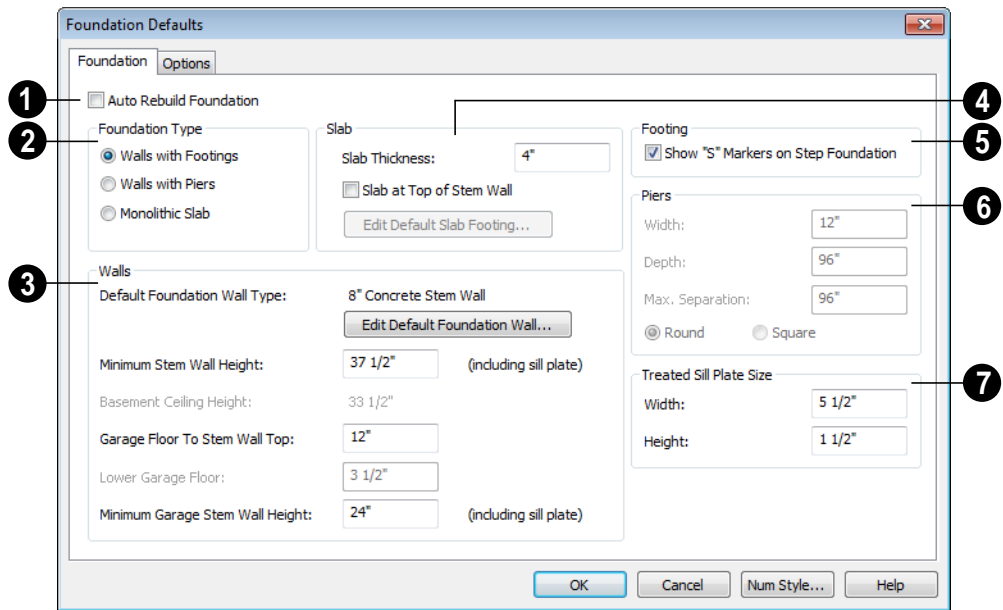 Foundation Defaults
Foundation
Options
1
Auto Rebuild Foundation
2
Foundation Type
Walls with Footings
Walls with Piers
Monolithic Slab
4
Slab
Slab Thickness: 4"
Slab at Top of Stem Wall
Edit Default Slab Footing...
3
Walls
Default Foundation Wall Type: 8" Concrete Stem Wall
Edit Default Foundation Wall...
Minimum Stem Wall Height: 37 1/2" (including sill plate)
Basement Ceiling Height: 33 1/2"
Garage Floor To Stem Wall Top: 12"
Lower Garage Floor: 3 1/2"
Minimum Garage Stem Wall Height: 24" (including sill plate)
Footing
5
Show "S" Markers on Step Foundation
Piers
6
Width: 12"
Depth: 96"
Max. Separation: 96"
Round Square
Treated Sill Plate Size
7
Width: 5 1/2"
Height: 1 1/2"
OK Cancel Num Style... Help